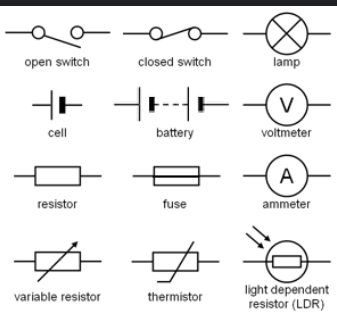 open switch
closed switch
lamp
cell
battery
V
voltmeter
resistor
fuse
A
ammeter
variable resistor
thermistor
light dependent
resistor (LDR)